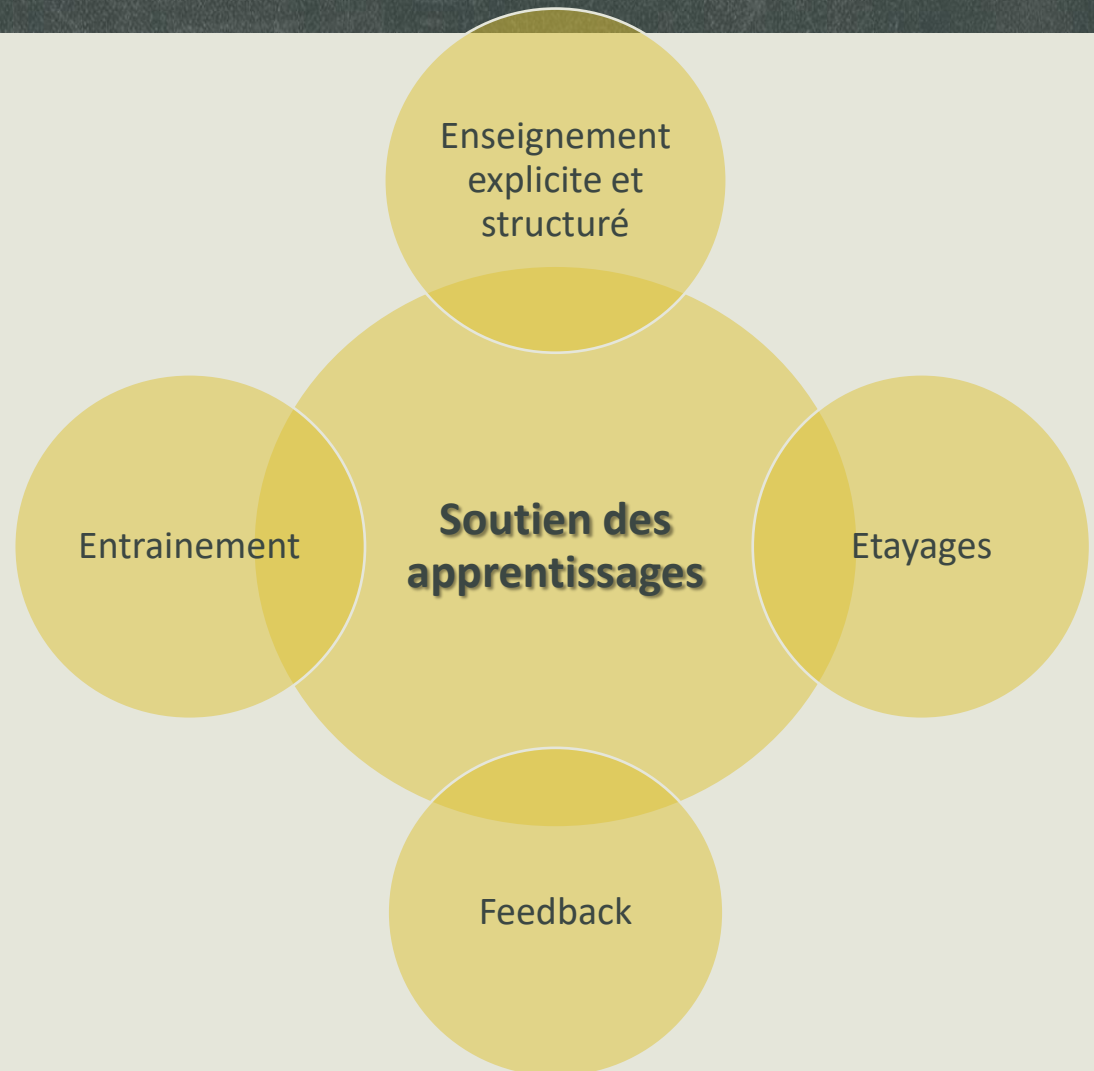 Enseignement
explicite et
structuré
Entrainement
Soutien des
apprentissages
Etayages
Feedback